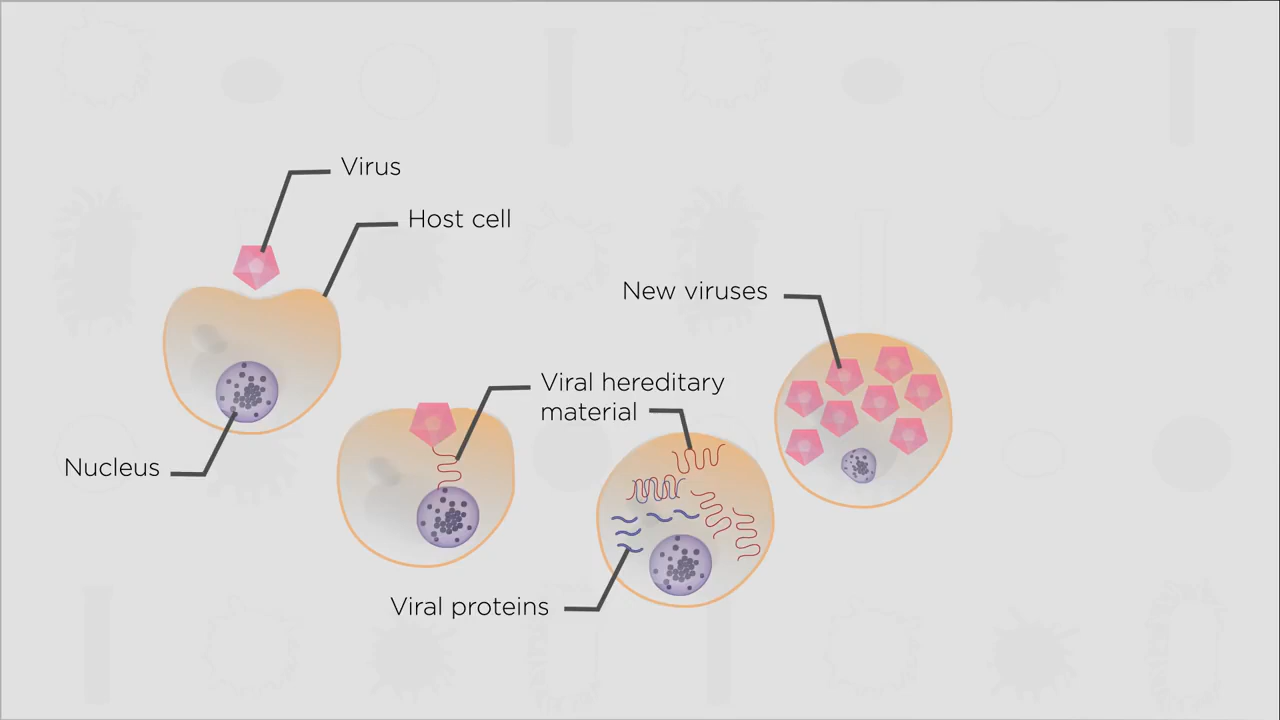 Virus
Host cell
New viruses
Viral hereditary
material
Nucleus
Viral proteins